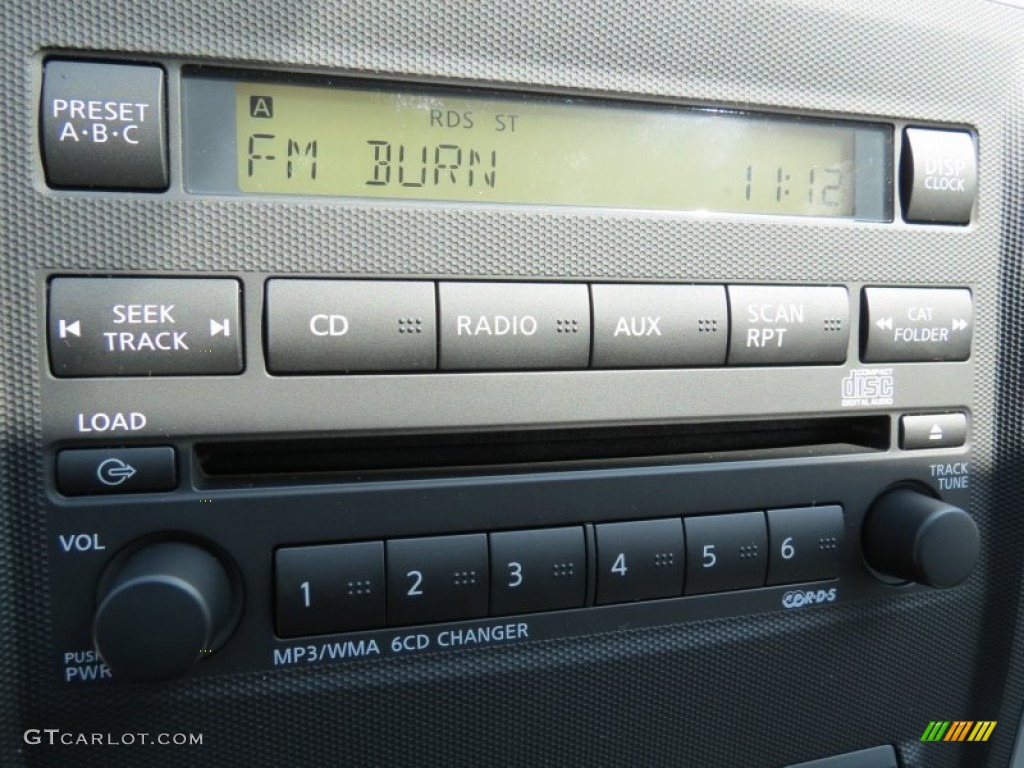 PRESET
A·B·C
A
RDS ST
FM BURN 11:12
DISP
CLOCK
SEEK
TRACK
CD
RADIO
AUX
SCAN
RPT
CAT
FOLDER
COMPACT
disc
DIGITAL AUDIO
LOAD
TRACK
TUNE
VOL
1 2 3 4 5 6
R·D·S
PUSH
PWR
MP3/WMA 6CD CHANGER
GTCARLOT.COM